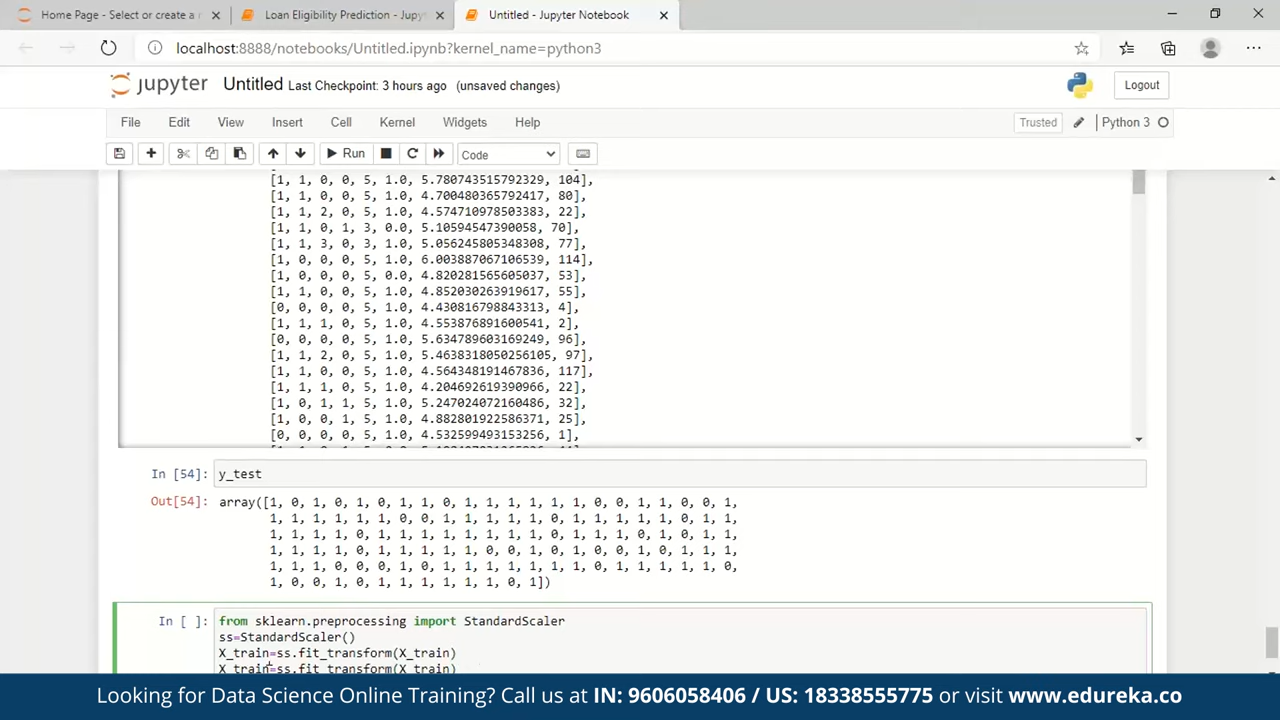 Home Page - Select or create a n
Loan Eligibility Prediction - Jupyt
Untitled - Jupyter Notebook
localhost:8888/notebooks/Untitled.ipynb?kernel_name=python3
jupyter Untitled Last Checkpoint: 3 hours ago (unsaved changes)
Logout
File Edit View Insert Cell Kernel Widgets Help
Trusted Python 3
Run Code
[1, 1, 0, 0, 5, 1.0, 5.780743515792329, 104],
[1, 1, 0, 0, 5, 1.0, 4.700480365792417, 80],
[1, 1, 2, 0, 5, 1.0, 4.574710978503383, 22],
[1, 1, 0, 1, 3, 0.0, 5.10594547390058, 70],
[1, 1, 3, 0, 3, 1.0, 5.056245805348308, 77],
[1, 0, 0, 0, 5, 1.0, 6.003887067106539, 114],
[1, 0, 0, 0, 5, 0.0, 4.820281565605037, 53],
[1, 1, 0, 0, 5, 1.0, 4.852030263919617, 55],
[0, 0, 0, 0, 5, 1.0, 4.430816798843313, 4],
[1, 1, 1, 0, 5, 1.0, 4.553876891600541, 2],
[0, 0, 0, 0, 5, 1.0, 5.634789603169249, 96],
[1, 1, 2, 0, 5, 1.0, 5.4638318050256105, 97],
[1, 1, 0, 0, 5, 1.0, 4.564348191467836, 117],
[1, 1, 1, 0, 5, 1.0, 4.204692619390966, 22],
[1, 0, 1, 1, 5, 1.0, 5.247024072160486, 32],
[1, 0, 0, 1, 5, 1.0, 4.882801922586371, 25],
[0, 0, 0, 0, 5, 1.0, 4.532599493153256, 1],
In [54]: y_test
Out[54]: array([1, 0, 1, 0, 1, 0, 1, 1, 0, 1, 1, 1, 1, 1, 1, 0, 0, 1, 1, 0, 0, 1,
1, 1, 1, 1, 1, 1, 0, 0, 1, 1, 1, 1, 1, 0, 1, 1, 1, 1, 1, 0, 1, 1,
1, 1, 1, 1, 0, 1, 1, 1, 1, 1, 0, 1, 0, 1, 1, 1, 1, 0, 1, 0, 1, 1,
1, 1, 1, 1, 0, 1, 1, 1, 1, 1, 0, 0, 1, 0, 1, 0, 0, 1, 0, 1, 1, 1,
1, 1, 1, 0, 0, 0, 1, 0, 1, 1, 1, 1, 1, 1, 1, 0, 1, 1, 1, 1, 1, 0,
1, 0, 0, 1, 0, 1, 1, 1, 1, 1, 1, 0, 1])
In [ ]: from sklearn.preprocessing import StandardScaler
ss=StandardScaler()
X_train=ss.fit_transform(X_train)
X_train=ss.fit_transform(X_train)
Looking for Data Science Online Training? Call us at IN: 9606058406 / US: 18338555775 or visit www.edureka.co